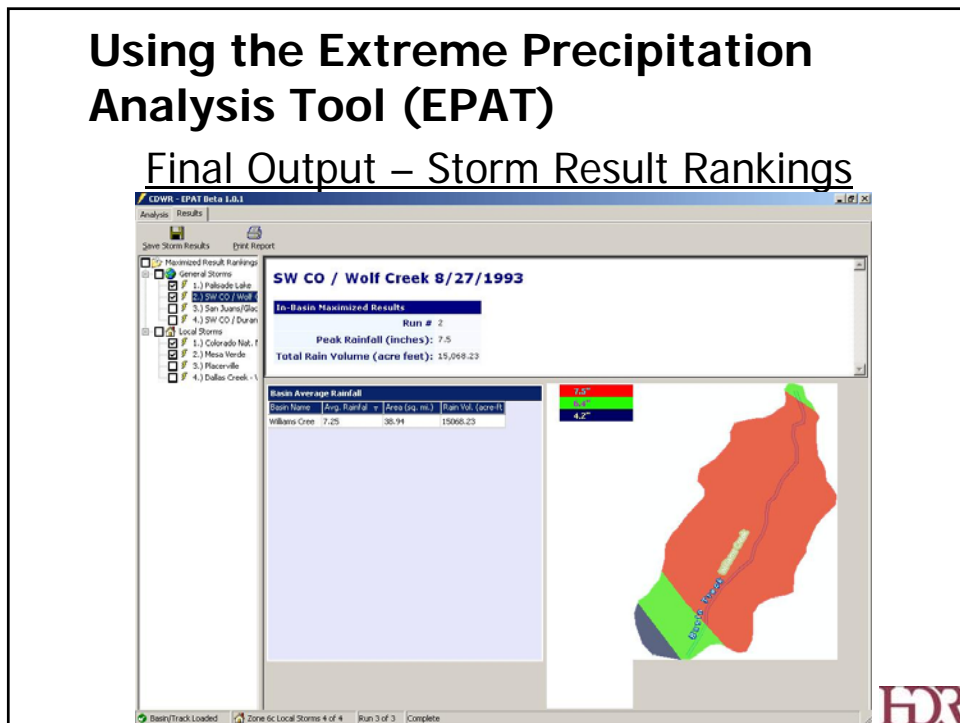 Using the Extreme Precipitation
Analysis Tool (EPAT)
Final Output – Storm Result Rankings
CDWR - EPAT Beta 1.0.1
Analysis Results
Save Storm Results Print Report
Maximized Result Rankings
General Storms
1.) Palisade Lake
2.) SW CO / Wolf
3.) San Juans/Glac
4.) SW CO / Duran
Local Storms
1.) Colorado Nat.
2.) Mesa Verde
3.) Placerville
4.) Dallas Creek -
SW CO / Wolf Creek 8/27/1993
In-Basin Maximized Results
Run # 2
Peak Rainfall (inches): 7.5
Total Rain Volume (acre feet): 15,068.23
Basin Average Rainfall
Basin Name Avg. Rainfal Area (sq. mi.) Rain Vol. (acre-ft
Williams Cree 7.25 38.94 15068.23
7.5"
6.4"
4.2"
Basin Track
Basin/Track Loaded Zone 6c Local Storms 4 of 4 Run 3 of 3 Complete
HDR